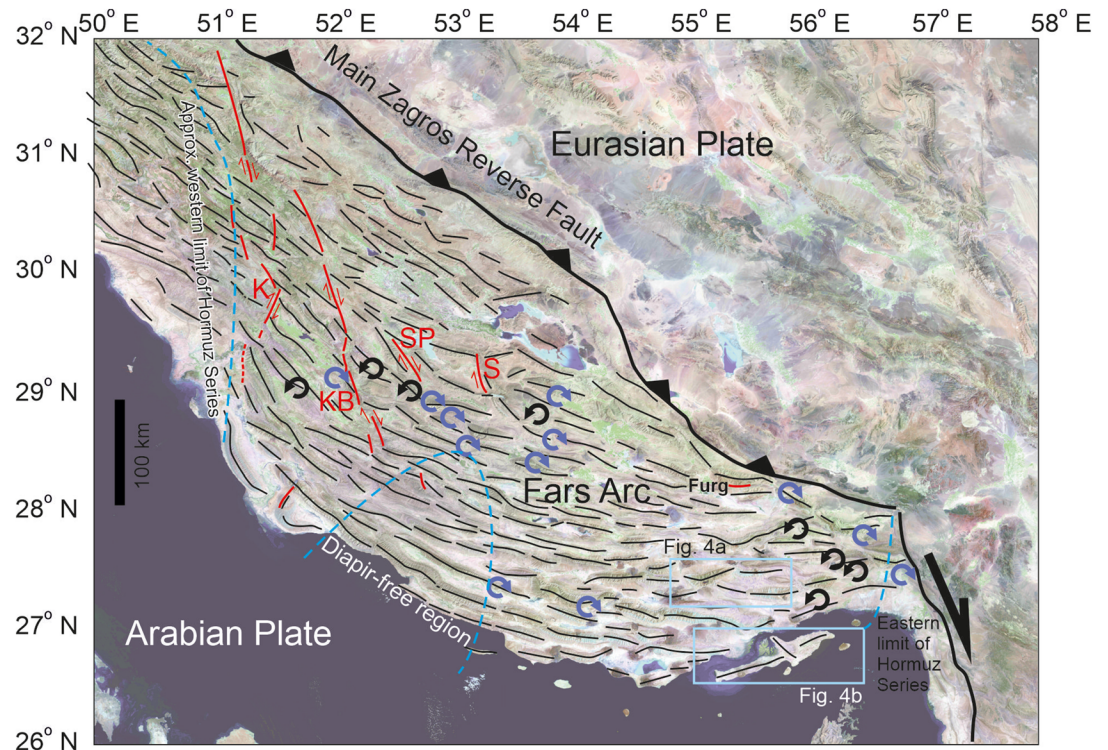 50° E 51° E 52° E 53° E 54° E 55° E 56° E 57° E 58° E
32° N
31° N
30° N
29° N
28° N
27° N
26° N
Main Zagros Reverse Fault
Eurasian Plate
Approx. western limit of Hormuz Series
K
SP
S
KB
100 km
Fars Arc
Furg
Fig. 4a
Diapir-free region
Arabian Plate
Eastern
limit of
Hormuz
Series
Fig. 4b